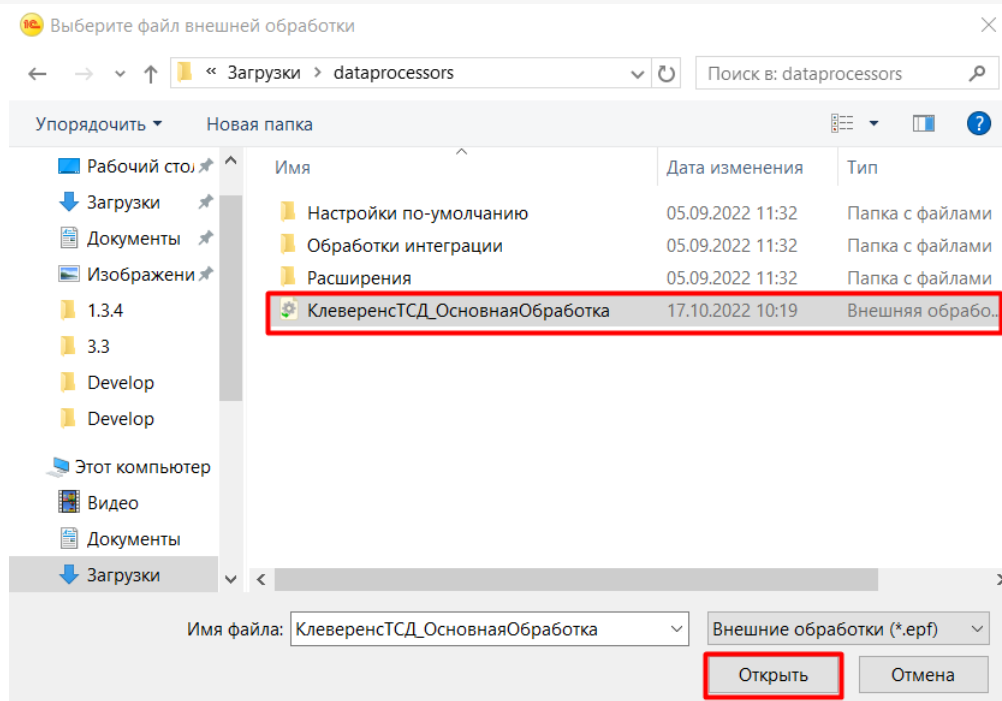 1С Выберите файл внешней обработки
« Загрузки > dataprocessors
Поиск в: dataprocessors
Упорядочить
Новая папка
?
Имя
Дата изменения
Тип
Рабочий сто
Загрузки
Документы
Изображени
1.3.4
3.3
Develop
Develop
Этот компьютер
Видео
Документы
Загрузки
Настройки по-умолчанию 05.09.2022 11:32 Папка с файлами
Обработки интеграции 05.09.2022 11:32 Папка с файлами
Расширения 05.09.2022 11:32 Папка с файлами
КлеверенсТСД_ОсновнаяОбработка 17.10.2022 10:19 Внешняя обрабо...
Имя файла: КлеверенсТСД_ОсновнаяОбработка
Внешние обработки (*.epf)
Открыть
Отмена